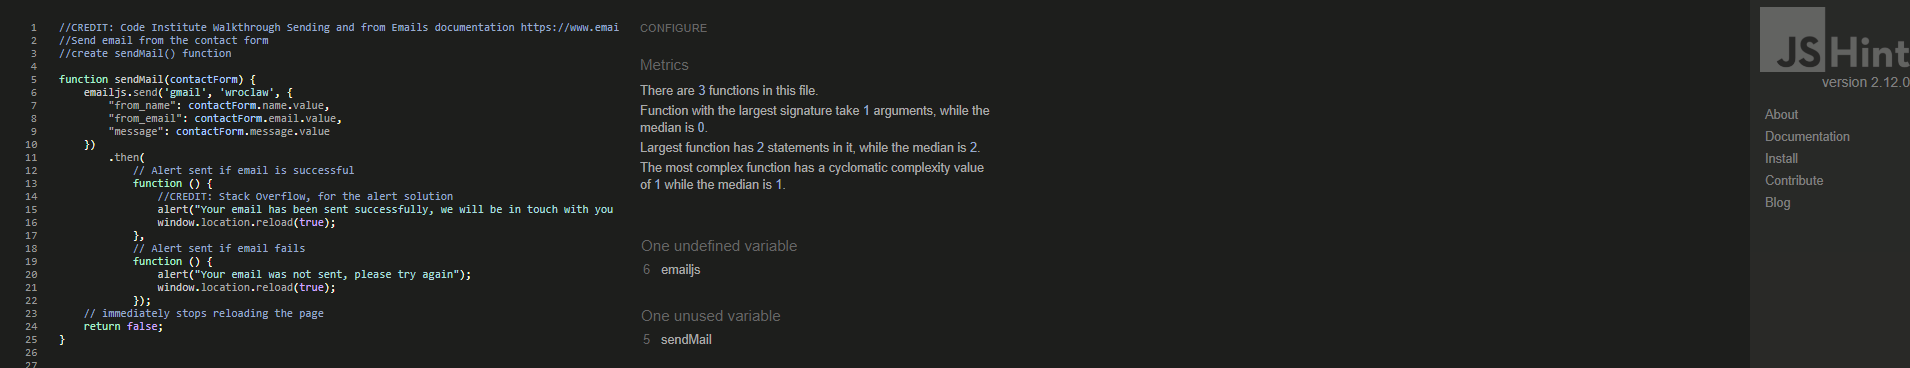 1 //CREDIT: Code Institute Walkthrough Sending and from Emails documentation https://www.emai
2 //Send email from the contact form
3 //create sendMail() function
4
5 function sendMail(contactForm) {
6 emailjs.send('gmail', 'wroclaw', {
7 "from_name": contactForm.name.value,
8 "from_email": contactForm.email.value,
9 "message": contactForm.message.value
10 })
11 .then(
12 // Alert sent if email is successful
13 function () {
14 //CREDIT: Stack Overflow, for the alert solution
15 alert("Your email has been sent successfully, we will be in touch with you
16 window.location.reload(true);
17 },
18 // Alert sent if email fails
19 function () {
20 alert("Your email was not sent, please try again");
21 window.location.reload(true);
22 });
23 // immediately stops reloading the page
24 return false;
25 }
26
27
CONFIGURE
Metrics
There are 3 functions in this file.
Function with the largest signature take 1 arguments, while the
median is 0.
Largest function has 2 statements in it, while the median is 2.
The most complex function has a cyclomatic complexity value
of 1 while the median is 1.
One undefined variable
6 emailjs
One unused variable
5 sendMail
JSHint
version 2.12.0
About
Documentation
Install
Contribute
Blog